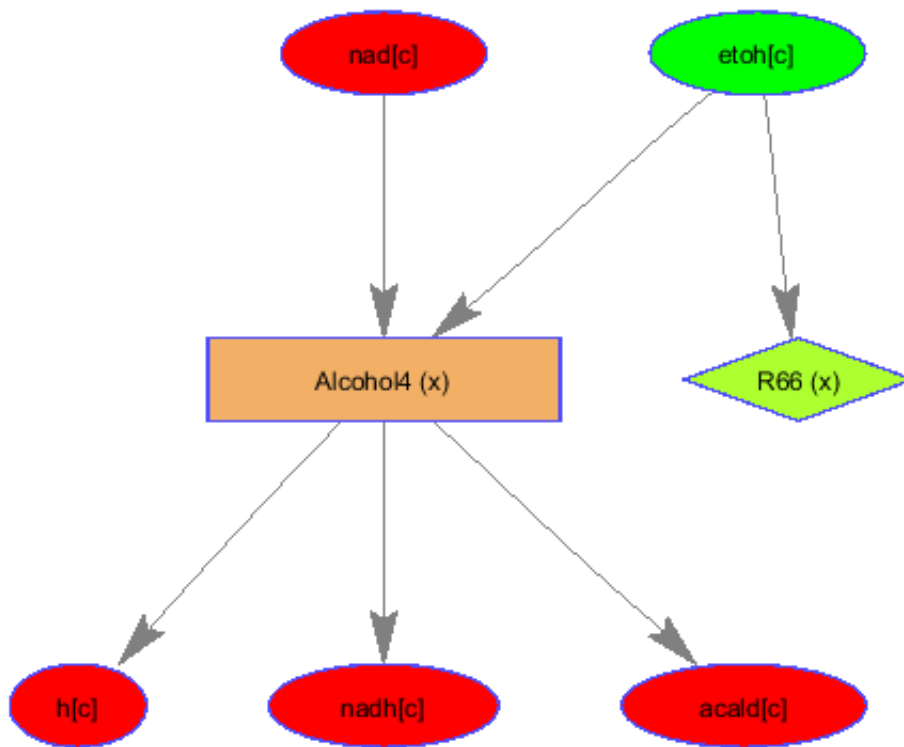 nad[c]
etoh[c]
Alcohol4 (x)
R66 (x)
h[c]
nadh[c]
acald[c]